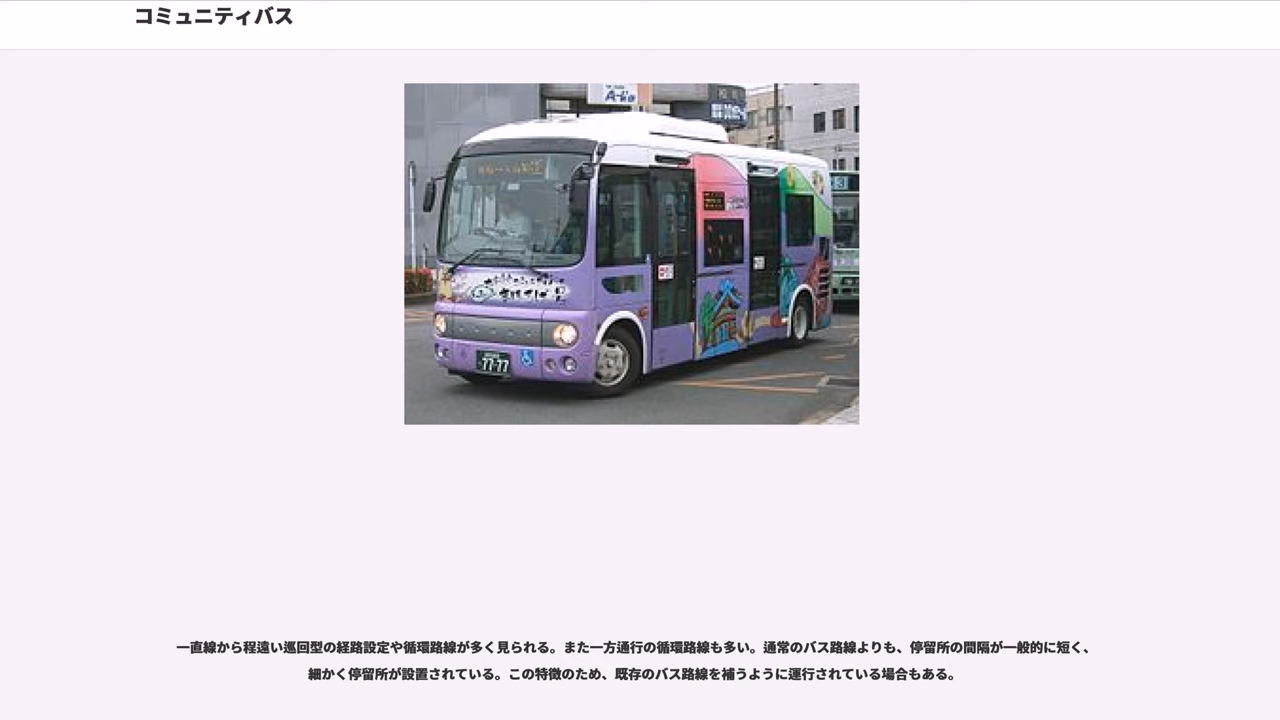 コミュニティバス
77-77
一直線から程遠い巡回型の経路設定や循環路線が多く見られる。また一方通行の循環路線も多い。通常のバス路線よりも、停留所の間隔が一般的に短く、
細かく停留所が設置されている。この特徴のため、既存のバス路線を補うように運行されている場合もある。